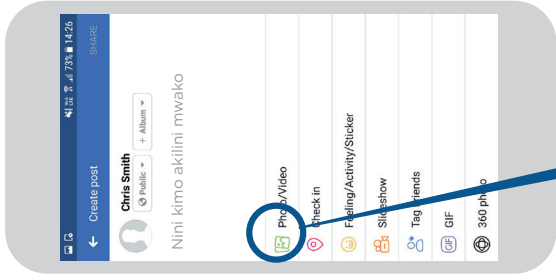 73% 14:26
Create post SHARE
Chris Smith
Public + Album
Nini kimo akilini mwako
Photo/Video
Check in
Feeling/Activity/Sticker
Slideshow
Tag Friends
GIF GIF
360 photo